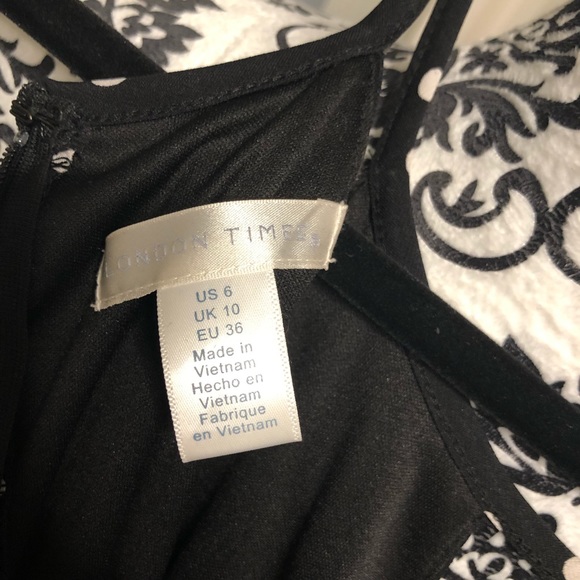 LONDON TIMES
US 6
UK 10
EU 36
Made in
Vietnam
Hecho en
Vietnam
Fabrique
en Vietnam